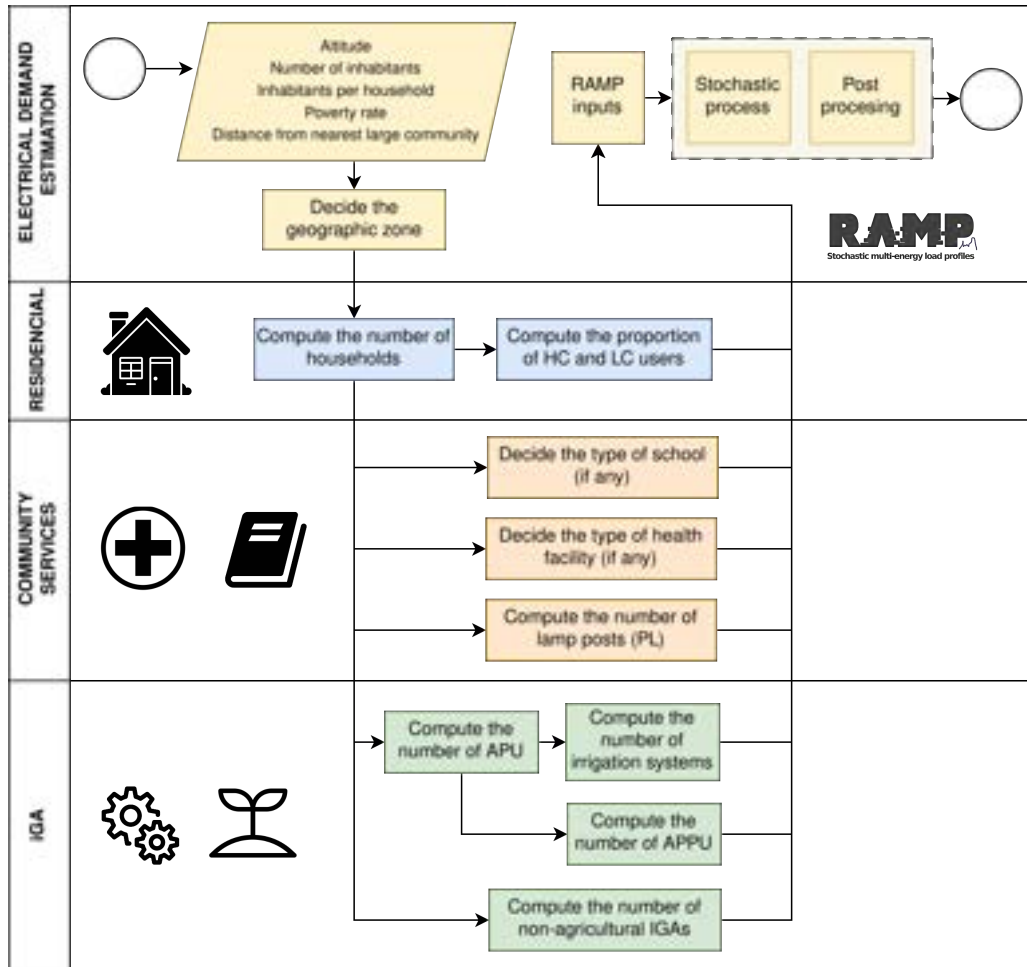 ELECTRICAL DEMAND
ESTIMATION
Altitude
Number of inhabitants
Inhabitants per household
Poverty rate
Distance from nearest large community
Decide the
geographic zone
RAMP
inputs
Stochastic
process
Post
procesing
RAMP
Stochastic multi-energy load profiles
RESIDENCIAL
Compute the number of
households
Compute the proportion
of HC and LC users
COMMUNITY
SERVICES
Decide the type of school
(if any)
Decide the type of health
facility (if any)
Compute the number of
lamp posts (PL)
IGA
Compute the
number of APU
Compute the
number of
irrigation systems
Compute the
number of APPU
Compute the number of
non-agricultural IGAs